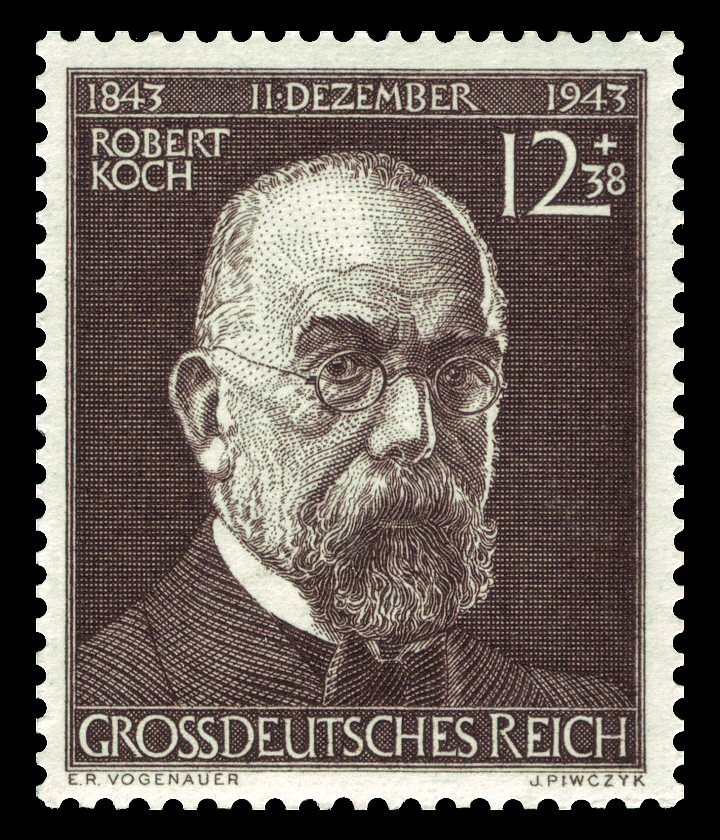 1843 11·DEZEMBER 1943
ROBERT
KOCH
12+38
GROSSDEUTSCHES REICH
E.R. VOGENAUER J. PIWCZYK